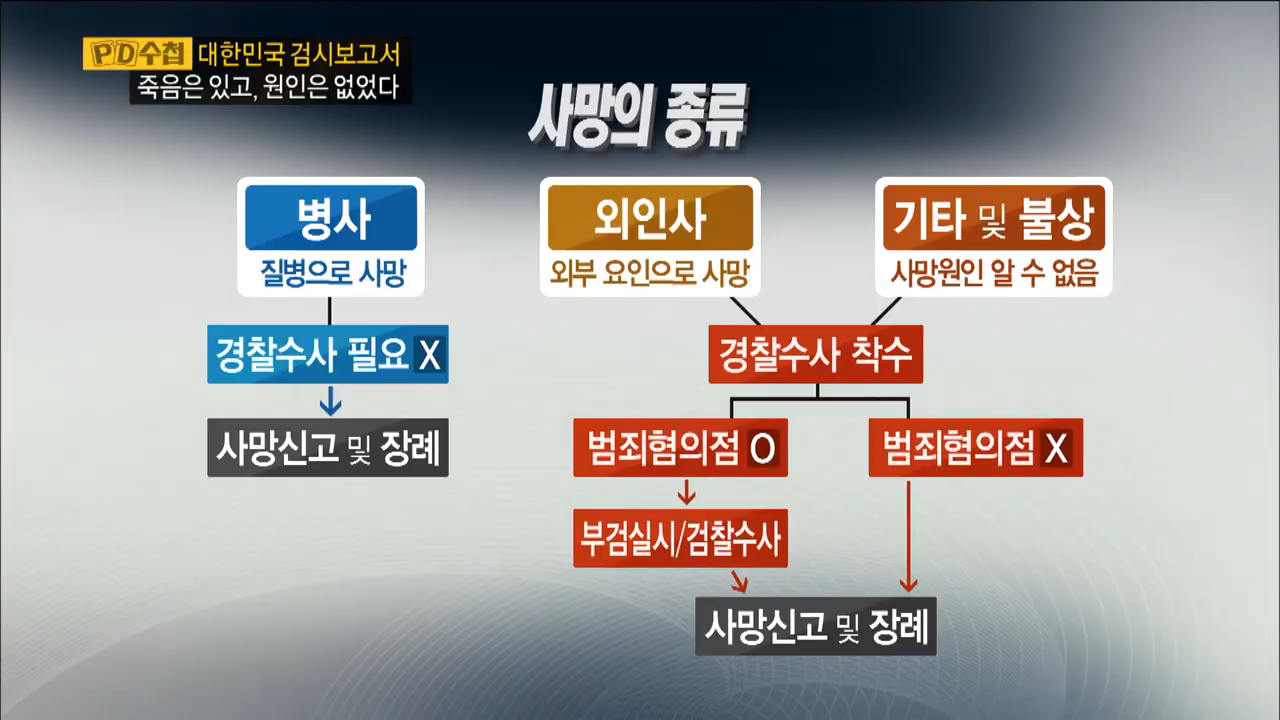 PD수첩 대한민국 검시보고서
죽음은 있고, 원인은 없었다
사망의 종류
병사
질병으로 사망
외인사
외부 요인으로 사망
기타 및 불상
사망원인 알 수 없음
경찰수사 필요 X
사망신고 및 장례
경찰수사 착수
범죄혐의점 O
범죄혐의점 X
부검실시/검찰수사
사망신고 및 장례